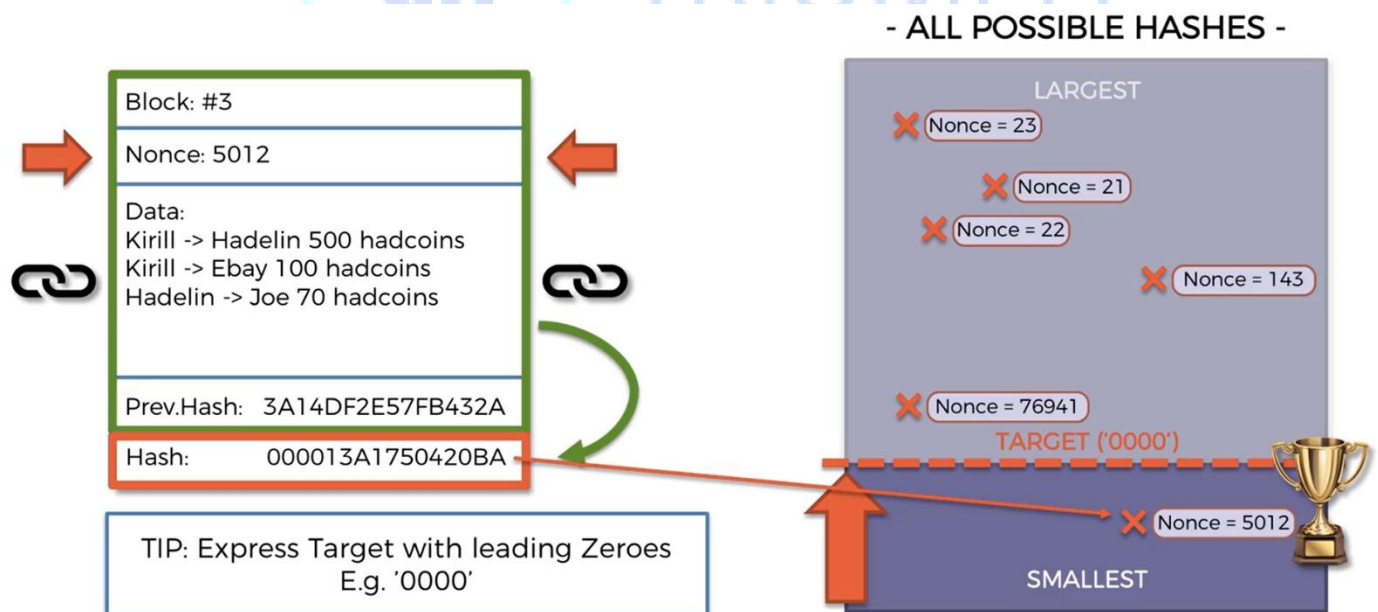 - ALL POSSIBLE HASHES -
Block: #3
Nonce: 5012
Data:
Kirill -> Hadelin 500 hadcoins
Kirill -> Ebay 100 hadcoins
Hadelin -> Joe 70 hadcoins
Prev.Hash: 3A14DF2E57FB432A
Hash: 000013A1750420BA
TIP: Express Target with leading Zeroes
E.g. '0000'
LARGEST
Nonce = 23
Nonce = 21
Nonce = 22
Nonce = 143
Nonce = 76941
TARGET ('0000')
Nonce = 5012
SMALLEST